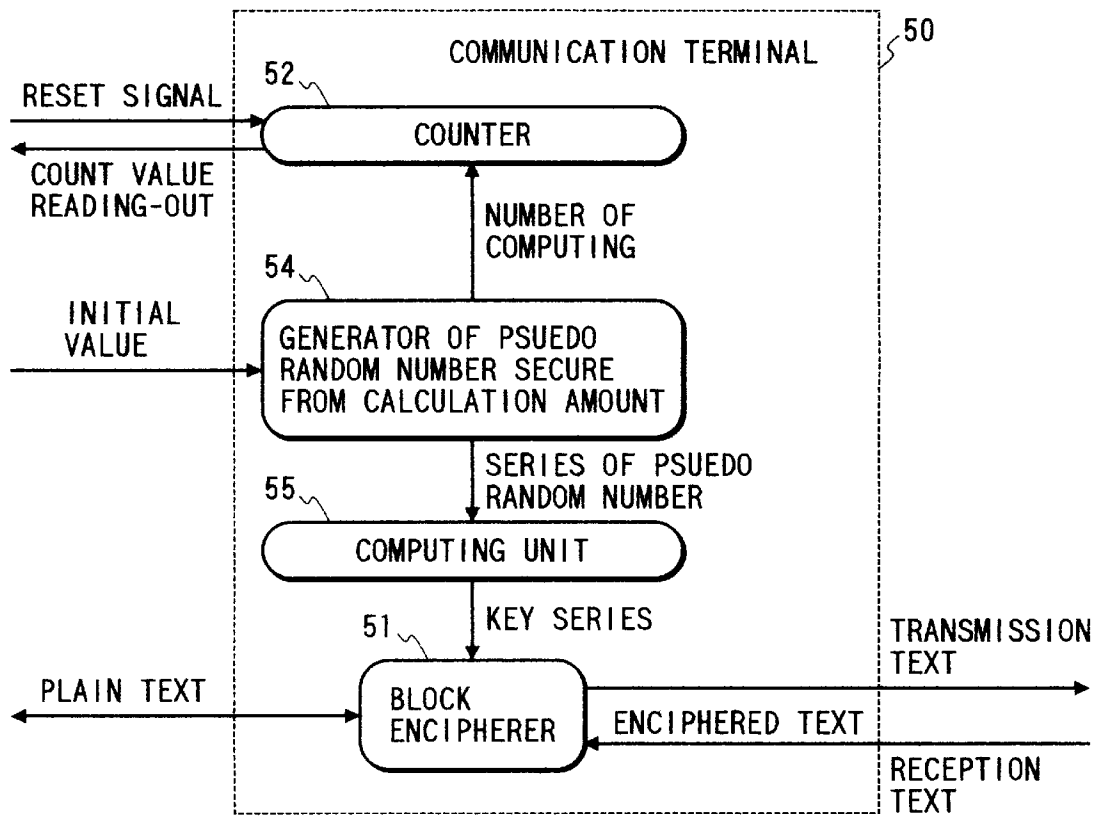 50
COMMUNICATION TERMINAL
52
RESET SIGNAL
COUNTER
COUNT VALUE
READING-OUT
NUMBER OF
COMPUTING
54
INITIAL
VALUE
GENERATOR OF PSUEDO
RANDOM NUMBER SECURE
FROM CALCULATION AMOUNT
SERIES OF PSUEDO
RANDOM NUMBER
55
COMPUTING UNIT
KEY SERIES
51
TRANSMISSION
TEXT
PLAIN TEXT
BLOCK
ENCIPHERER
ENCIPHERED TEXT
RECEPTION
TEXT